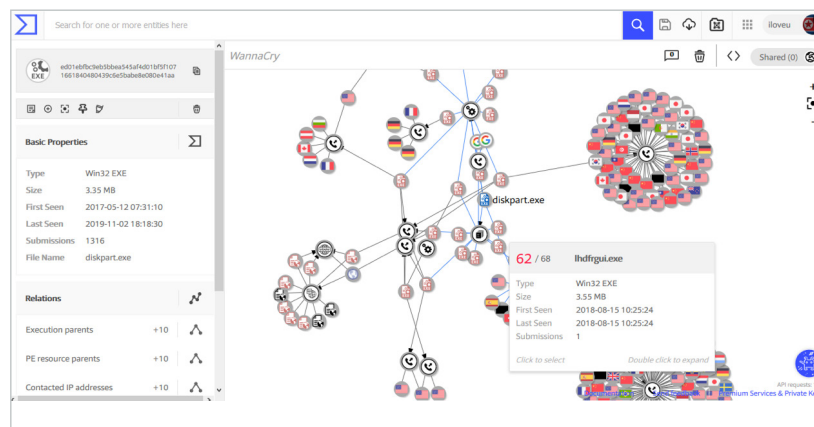 Search for one or more entities here
iloveu
EXE
ed01ebfbc9eb5bbea545af4d01bf5f107
1661840480439c6e5babe8e080e41aa
WannaCry
0
Shared (0)
Basic Properties
Type Win32 EXE
Size 3.35 MB
First Seen 2017-05-12 07:31:10
Last Seen 2019-11-02 18:18:30
Submissions 1316
File Name diskpart.exe
Relations
Execution parents +10
PE resource parents +10
Contacted IP addresses +10
diskpart.exe
62 / 68 lhdfrgui.exe
Type Win32 EXE
Size 3.55 MB
First Seen 2018-08-15 10:25:24
Last Seen 2018-08-15 10:25:24
Submissions 1
Click to select Double click to expand
API requests:
Premium Services & Private